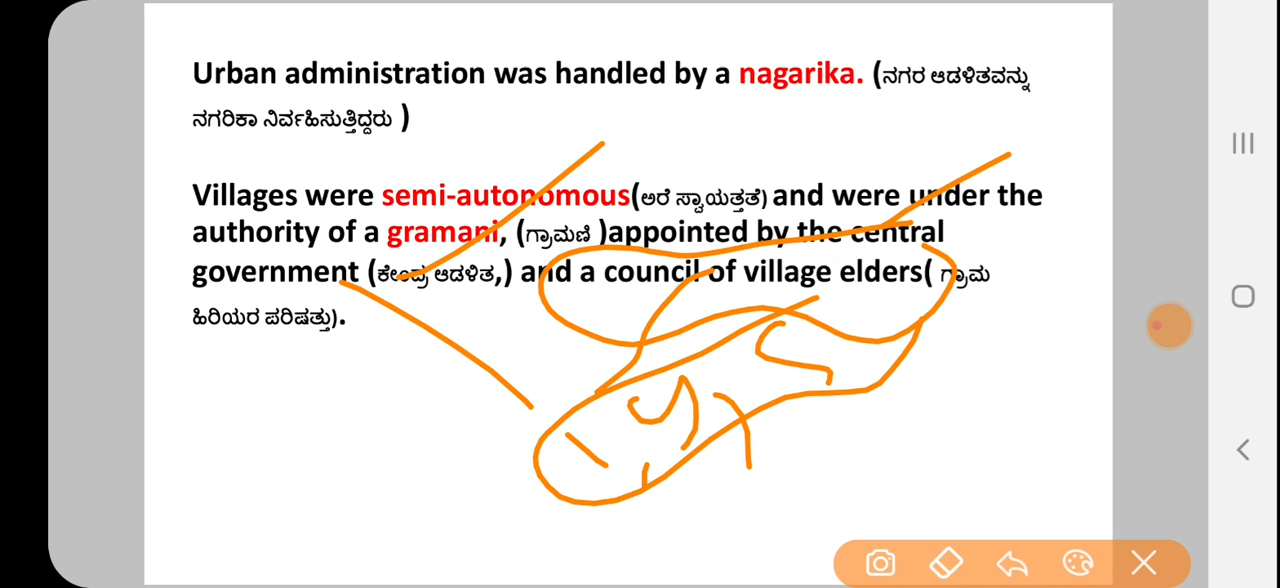 Urban administration was handled by a nagarika. (ನಗರ ಆಡಳಿತವನ್ನು
ನಗರಿಕಾ ನಿರ್ವಹಿಸುತ್ತಿದ್ದರು )
Villages were semi-autonomous(ಅರೆ ಸ್ವಾಯತ್ತತೆ) and were under the
authority of a gramani, (ಗ್ರಾಮಣಿ )appointed by the central
government (ಕೇಂದ್ರ ಆಡಳಿತ,) and a council of village elders( ಗ್ರಾಮ
ಹಿರಿಯರ ಪರಿಷತ್ತು).